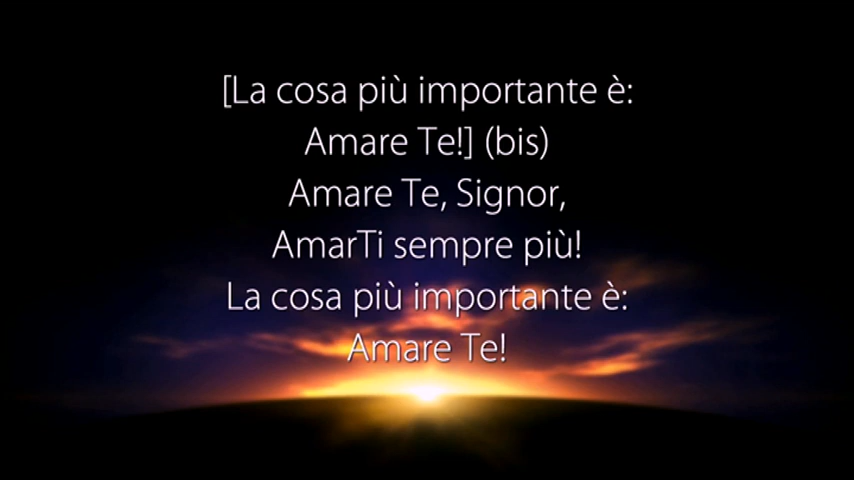 [La cosa più importante è:
Amare Te!] (bis)
Amare Te, Signor,
AmarTi sempre più!
La cosa più importante è:
Amare Te!